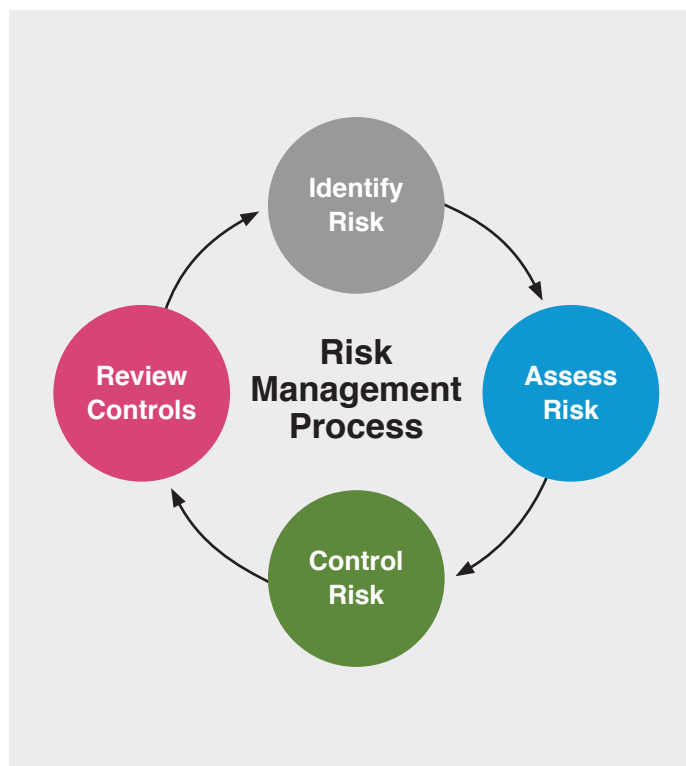 Identify
Risk
Risk
Management
Process
Assess
Risk
Control
Risk
Review
Controls